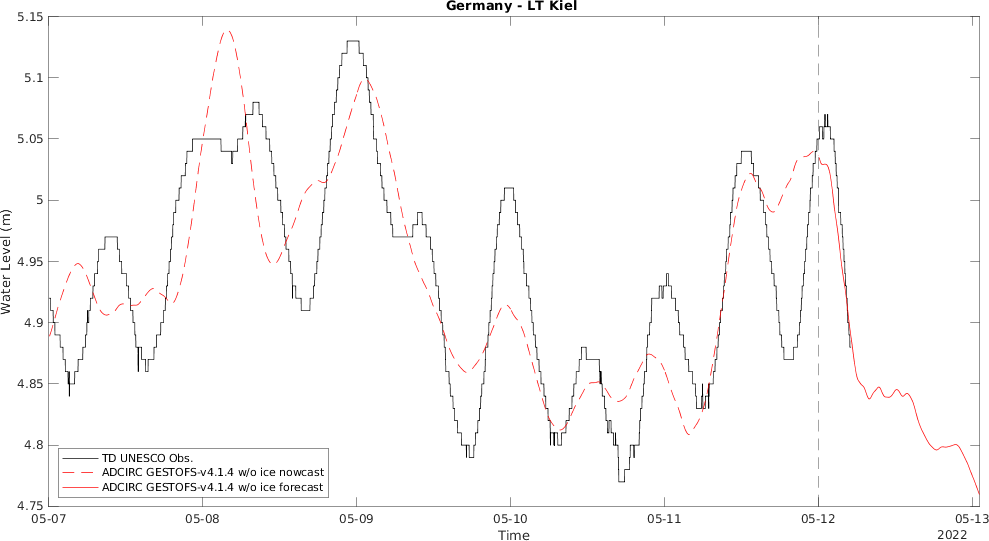 Germany - LT Kiel
5.15
5.1
5.05
5
4.95
4.9
4.85
4.8
4.75
Water Level (m)
TD UNESCO Obs.
ADCIRC GESTOFS-v4.1.4 w/o ice nowcast
ADCIRC GESTOFS-v4.1.4 w/o ice forecast
05-07 05-08 05-09 05-10 05-11 05-12 05-13
Time
2022